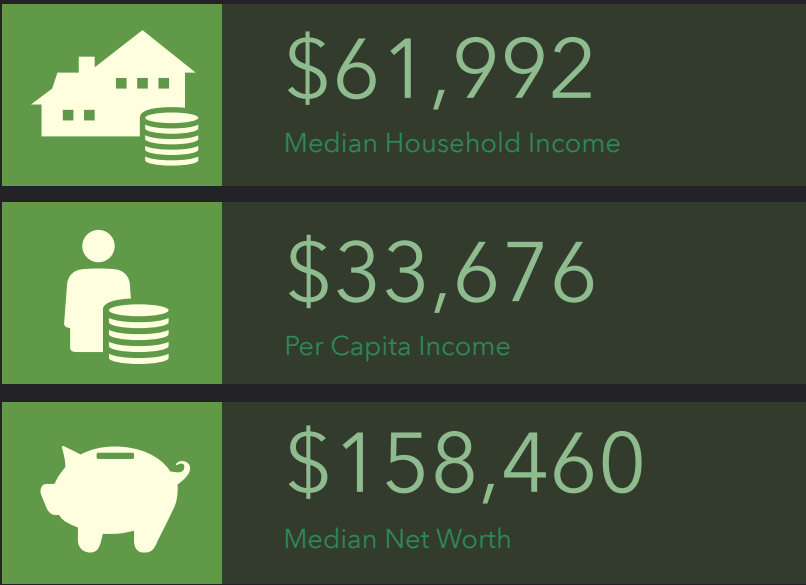 $61,992
Median Household Income
$33,676
Per Capita Income
$158,460
Median Net Worth